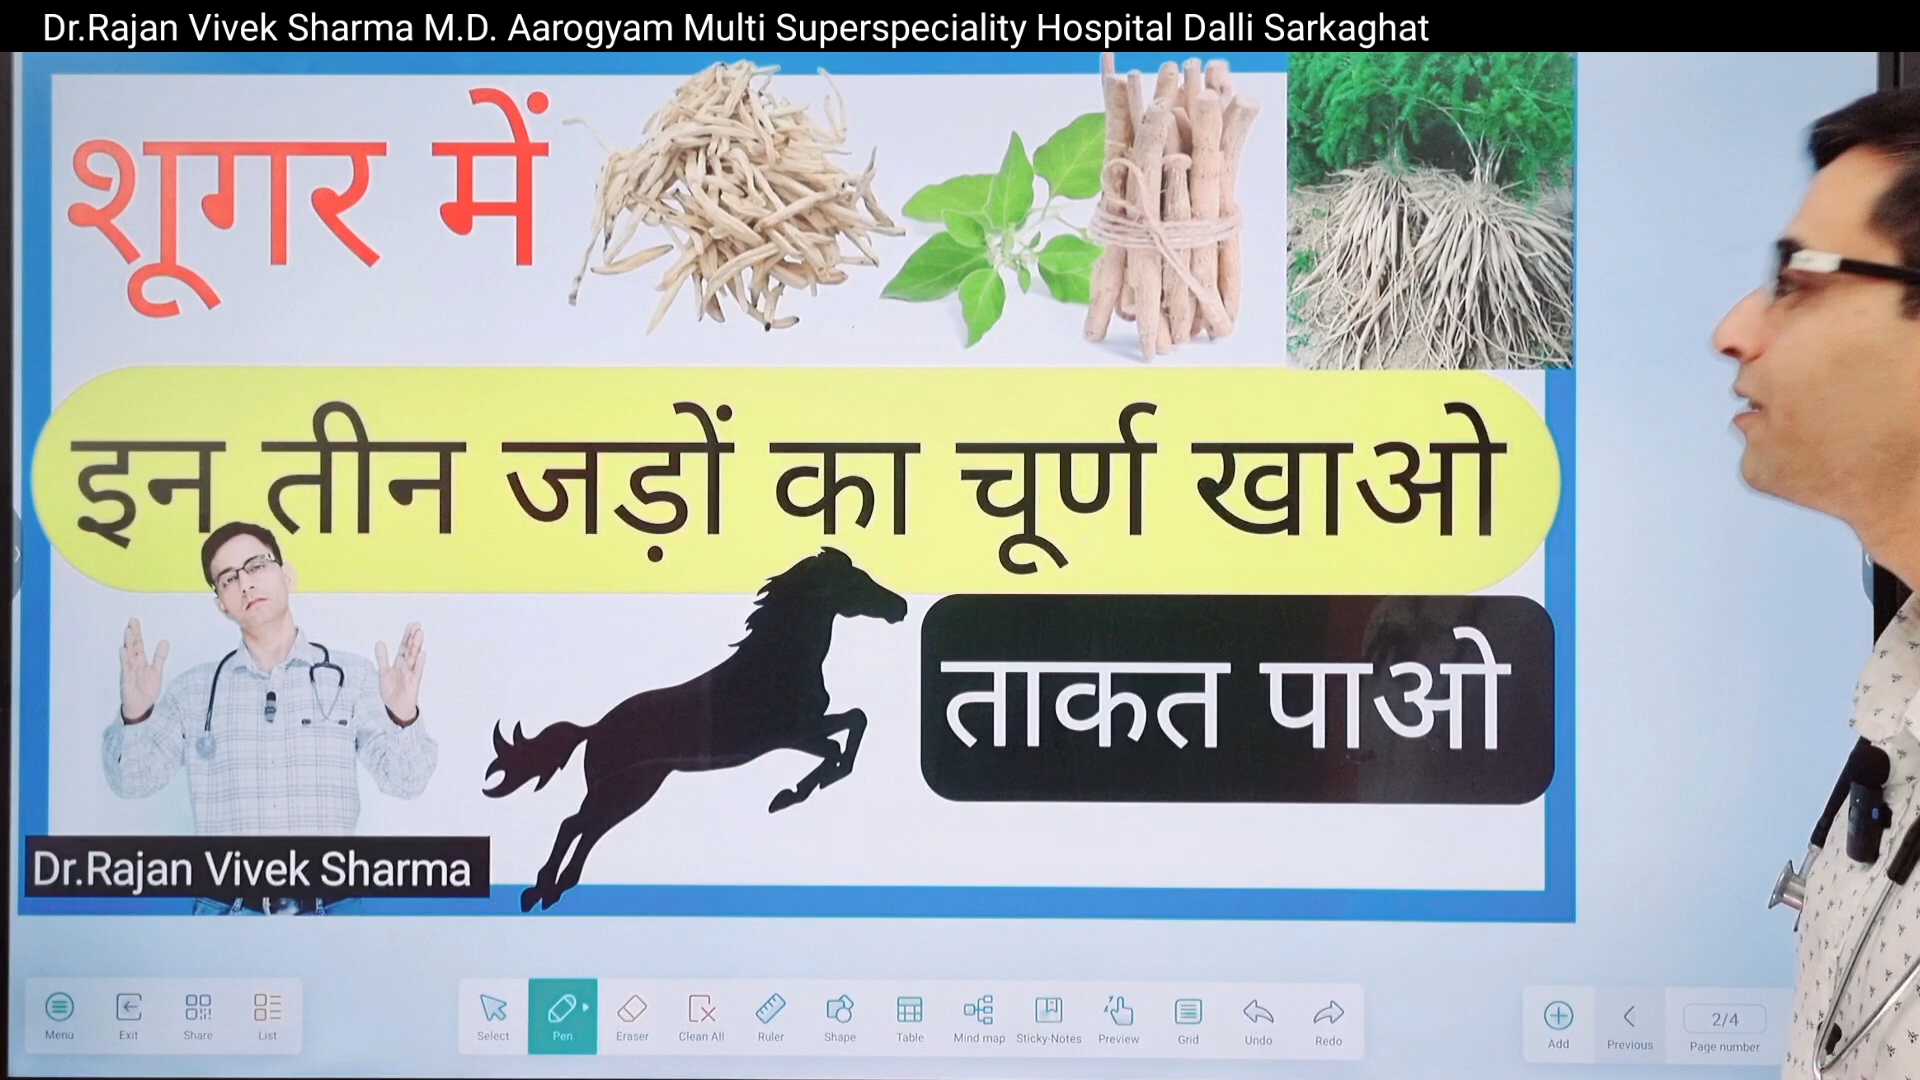 Dr.Rajan Vivek Sharma M.D. Aarogyam Multi Superspeciality Hospital Dalli Sarkaghat
शूगर में
इन तीन जड़ों का चूर्ण खाओ
ताकत पाओ
Dr.Rajan Vivek Sharma
Menu
Exit
Share
List
Select
Pen
Eraser
Clean All
Ruler
Shape
Table
Mind map
Sticky-Notes
Preview
Grid
Undo
Redo
Add
Previous
2/4
Page number